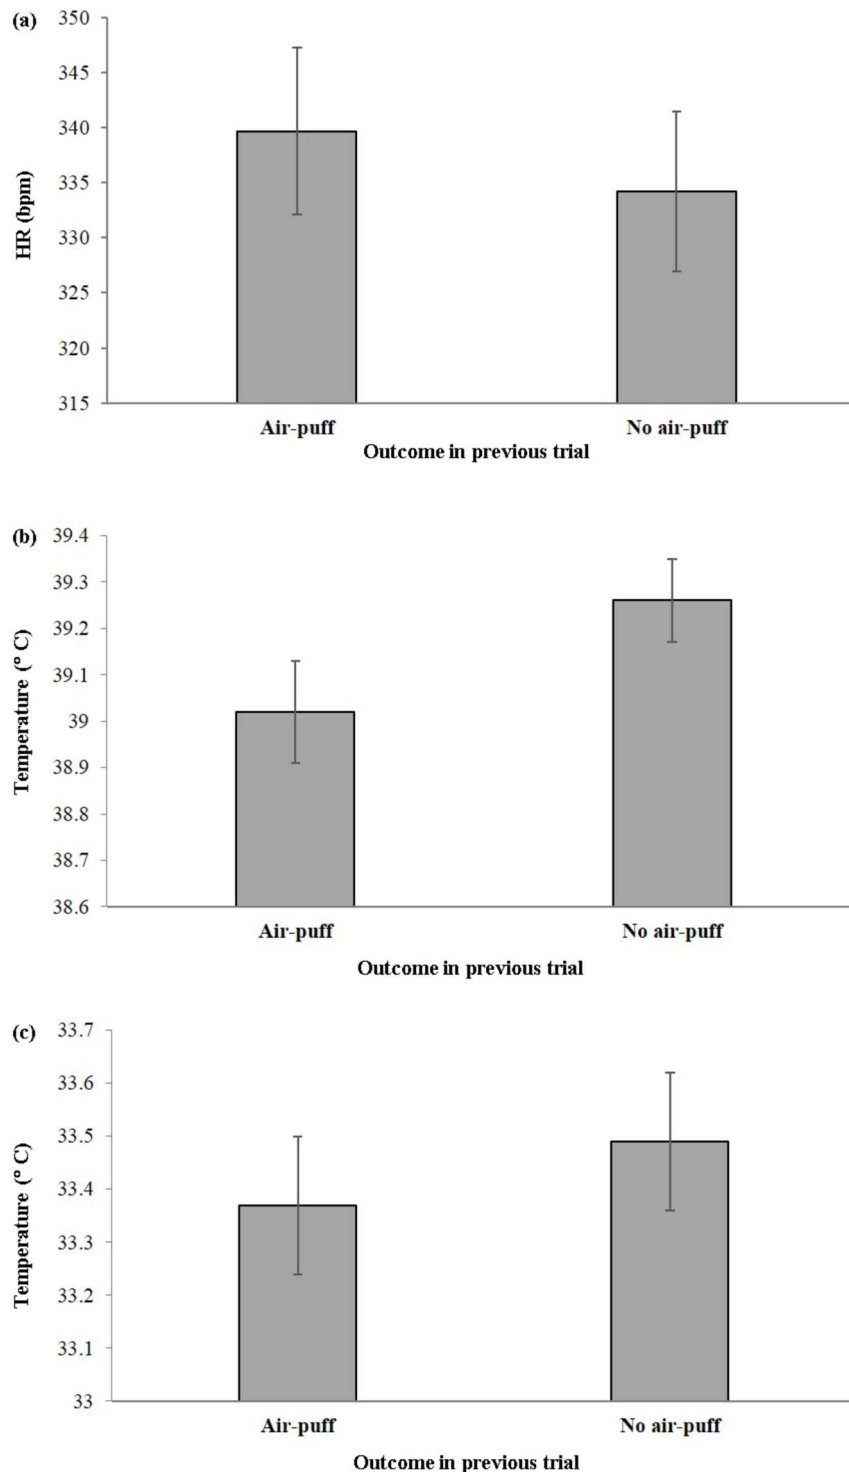 (a)
350
345
340
335
330
325
320
315
HR (bpm)
Air-puff No air-puff
Outcome in previous trial
(b)
39.4
39.3
39.2
39.1
39
38.9
38.8
38.7
38.6
Temperature (° C)
Air-puff No air-puff
Outcome in previous trial
(c)
33.7
33.6
33.5
33.4
33.3
33.2
33.1
33
Temperature (° C)
Air-puff No air-puff
Outcome in previous trial